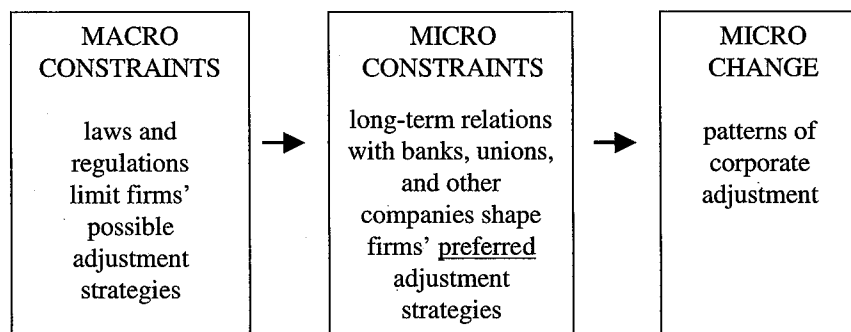 MACRO
CONSTRAINTS
laws and
regulations
limit firms'
possible
adjustment
strategies
MICRO
CONSTRAINTS
long-term relations
with banks, unions,
and other
companies shape
firms' preferred
adjustment
strategies
MICRO
CHANGE
patterns of
corporate
adjustment